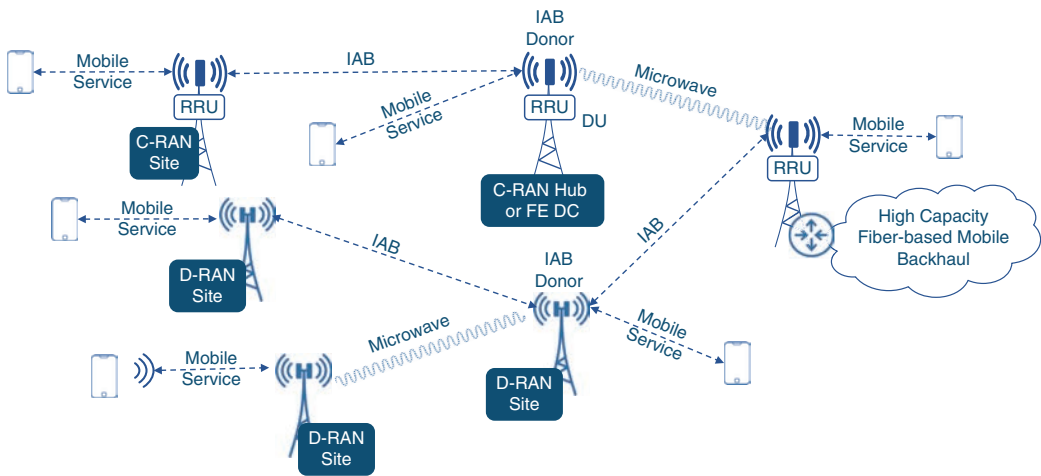 IAB
Donor
Mobile
Service
IAB
Microwave
RRU
RRU
DU
Mobile
Service
Mobile
Service
C-RAN
Site
RRU
C-RAN Hub
or FE DC
High Capacity
Fiber-based Mobile
Backhaul
Mobile
Service
IAB
IAB
D-RAN
Site
IAB
Donor
Microwave
Mobile
Service
Mobile
Service
D-RAN
Site
D-RAN
Site